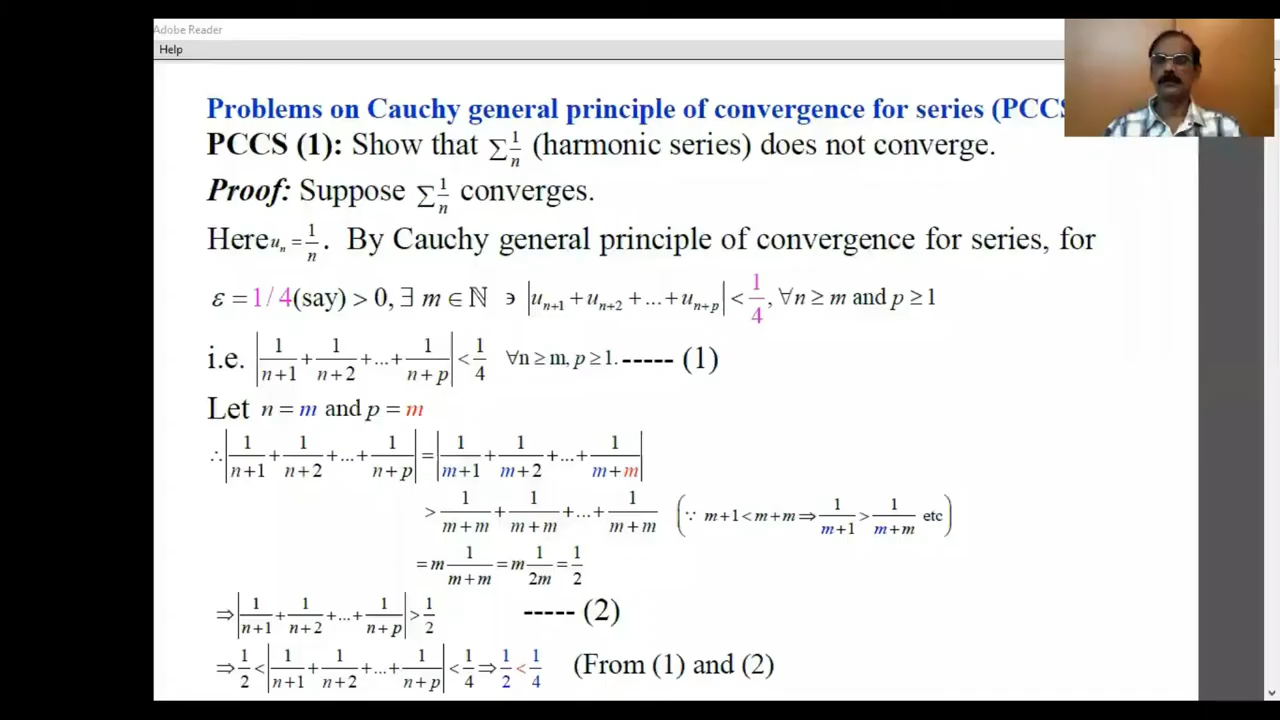 Adobe Reader
Help
Problems on Cauchy general principle of convergence for series (PCCS
PCCS (1): Show that ∑ 1/n (harmonic series) does not converge.
Proof: Suppose ∑ 1/n converges.
Here uₙ = 1/n . By Cauchy general principle of convergence for series, for
ε = 1/4(say) > 0, ∃ m ∈ ℕ ∍ |uₙ₊₁ + uₙ₊₂ + ... + uₙ₊ₚ| < 1/4, ∀n ≥ m and p ≥ 1
i.e. |1/(n+1) + 1/(n+2) + ... + 1/(n+p)| < 1/4 ∀n ≥ m, p ≥ 1. ----- (1)
Let n = m and p = m
∴ |1/(n+1) + 1/(n+2) + ... + 1/(n+p)| = |1/(m+1) + 1/(m+2) + ... + 1/(m+m)|
> 1/(m+m) + 1/(m+m) + ... + 1/(m+m) (∵ m+1 < m+m ⇒ 1/(m+1) > 1/(m+m) etc)
= m 1/(m+m) = m 1/2m = 1/2
⇒ |1/(n+1) + 1/(n+2) + ... + 1/(n+p)| > 1/2 ----- (2)
⇒ 1/2 < |1/(n+1) + 1/(n+2) + ... + 1/(n+p)| < 1/4 ⇒ 1/2 < 1/4 (From (1) and (2)